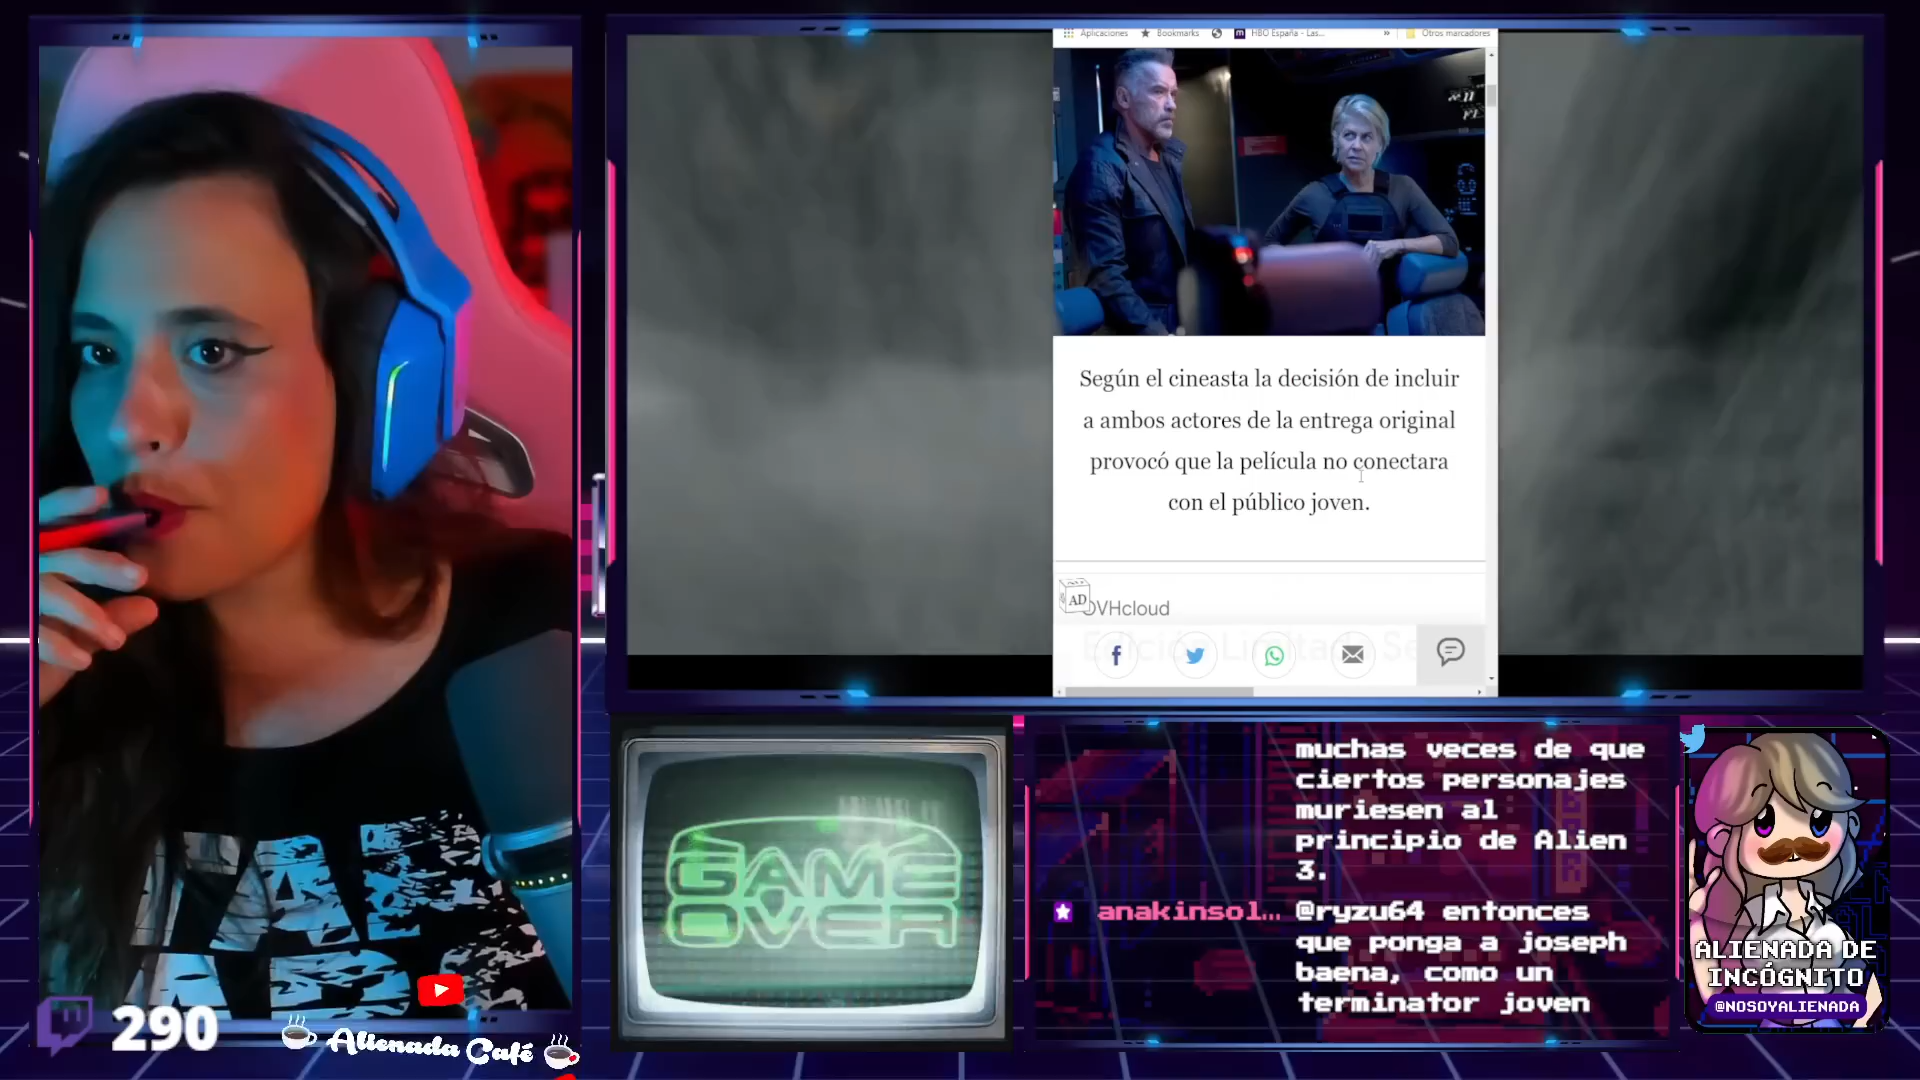 Aplicaciones
Bookmarks
HBO España - Las...
»
Otros marcadores
Según el cineasta la decisión de incluir
a ambos actores de la entrega original
provocó que la película no conectara
con el público joven.
AD
OVHcloud
GAME
OVER
muchas veces de que
ciertos personajes
muriesen al
principio de Alien
3.
anakinsol... @ryzu64 entonces
que ponga a joseph
baena, como un
terminator joven
ALIENADA DE
INCÓGNITO
@NOSOYALIENADA
290
Alienada Café